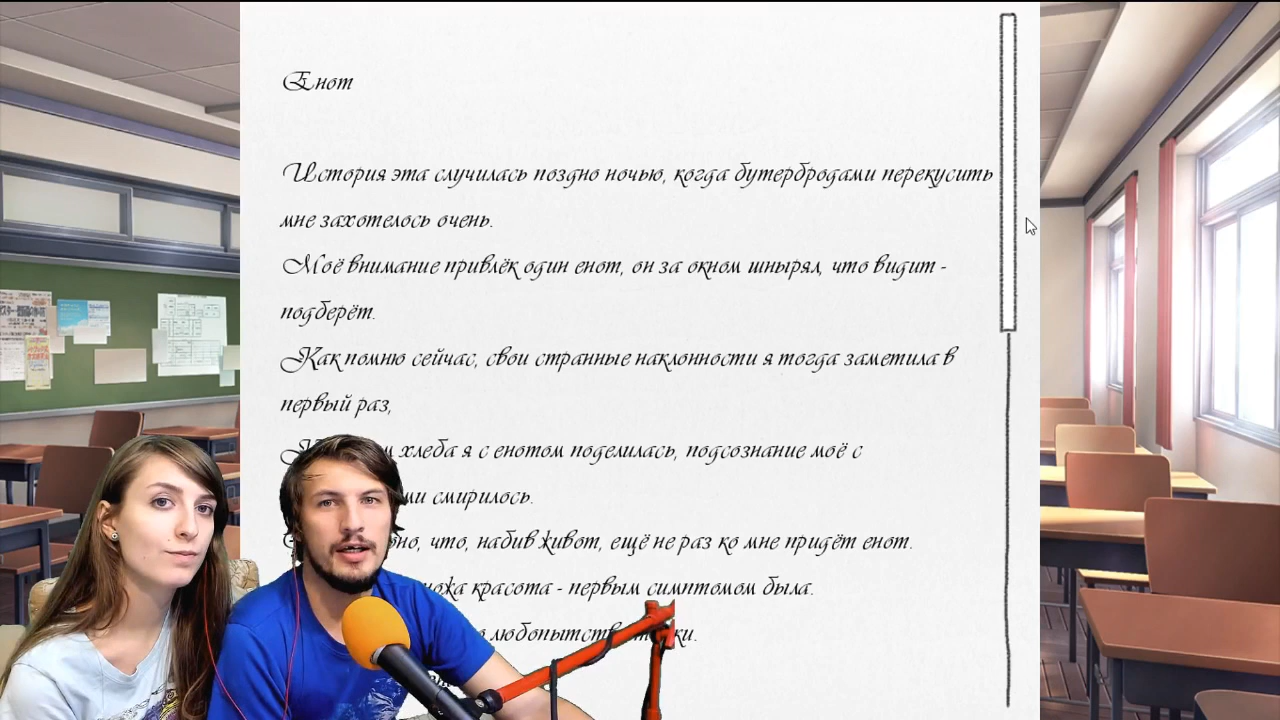 Енот
История эта случилась поздно ночью, когда бутербродами перекусить
мне захотелось очень.
Моё внимание привлёк один енот, он за окном шнырял, что видит -
подберёт.
Как помню сейчас, свои странные наклонности я тогда заметила в
первый раз,
хлеба я с енотом поделилась, подсознание моё с
смирилось.
что, набив живот, ещё не раз ко мне придёт енот.
красота - первым симптомом была.